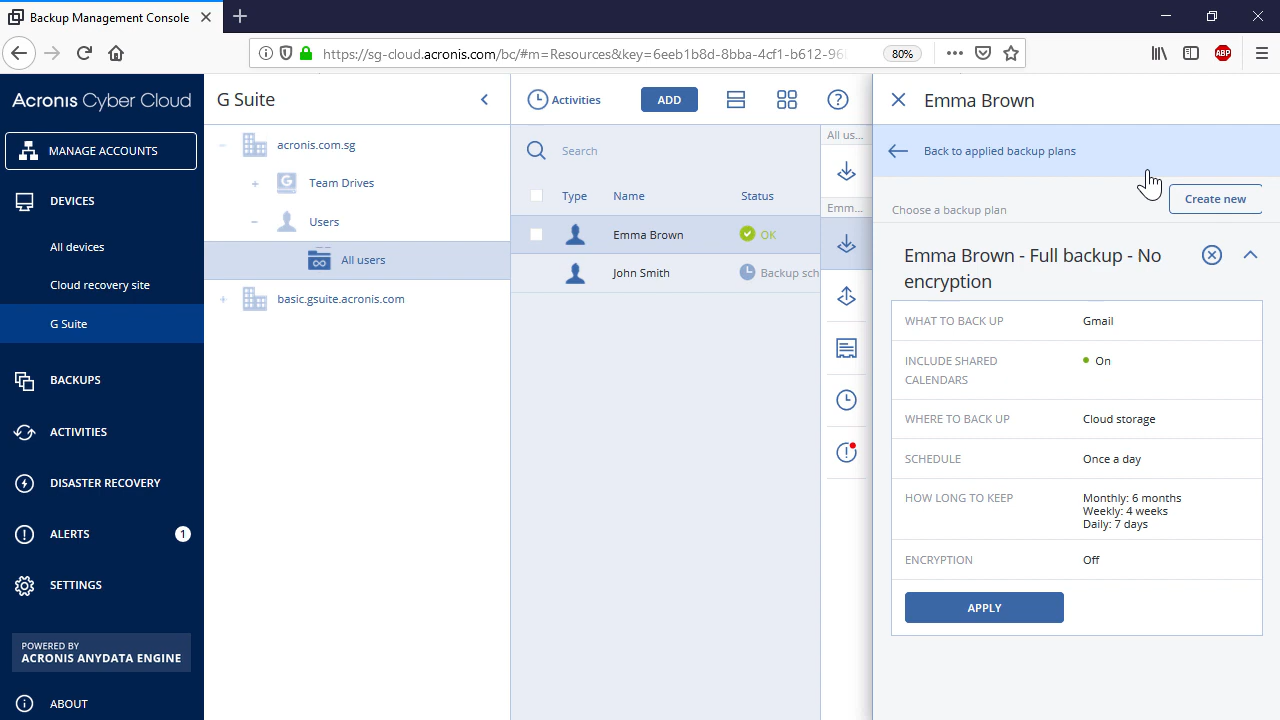 Backup Management Console
https://sg-cloud.acronis.com/bc/#m=Resources&key=6eeb1b8d-8bba-4cf1-b612-96
80%
ABP
Acronis Cyber Cloud
MANAGE ACCOUNTS
DEVICES
All devices
Cloud recovery site
G Suite
BACKUPS
ACTIVITIES
DISASTER RECOVERY
ALERTS
1
SETTINGS
POWERED BY
ACRONIS ANYDATA ENGINE
ABOUT
G Suite
acronis.com.sg
Team Drives
Users
All users
basic.gsuite.acronis.com
Activities
ADD
Search
Type Name Status
Emma Brown OK
John Smith Backup sch
All us...
Emm...
Emma Brown
Back to applied backup plans
Choose a backup plan
Create new
Emma Brown - Full backup - No
encryption
WHAT TO BACK UP Gmail
INCLUDE SHARED
CALENDARS
On
WHERE TO BACK UP Cloud storage
SCHEDULE Once a day
HOW LONG TO KEEP Monthly: 6 months
Weekly: 4 weeks
Daily: 7 days
ENCRYPTION Off
APPLY